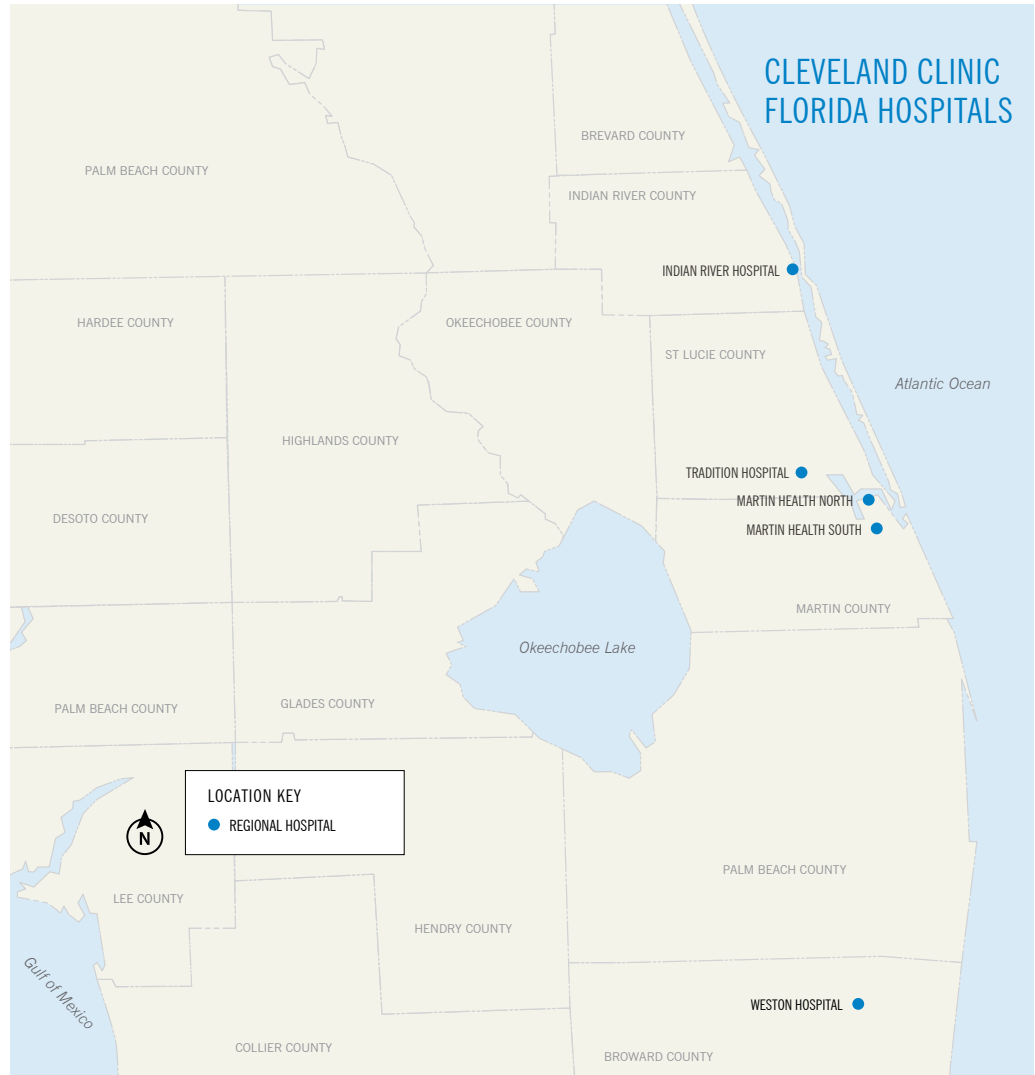 CLEVELAND CLINIC
FLORIDA HOSPITALS
BREVARD COUNTY
PALM BEACH COUNTY
INDIAN RIVER COUNTY
INDIAN RIVER HOSPITAL
HARDEE COUNTY
OKEECHOBEE COUNTY
ST LUCIE COUNTY
Atlantic Ocean
HIGHLANDS COUNTY
TRADITION HOSPITAL
MARTIN HEALTH NORTH
DESOTO COUNTY
MARTIN HEALTH SOUTH
MARTIN COUNTY
Okeechobee Lake
GLADES COUNTY
PALM BEACH COUNTY
LOCATION KEY
REGIONAL HOSPITAL
N
PALM BEACH COUNTY
LEE COUNTY
HENDRY COUNTY
Gulf of Mexico
WESTON HOSPITAL
COLLIER COUNTY
BROWARD COUNTY